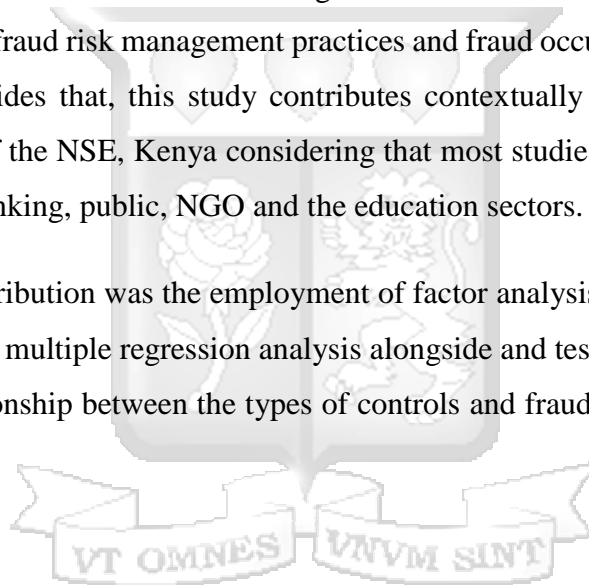 fraud risk management practices and fraud occu
ides that, this study contributes contextually
f the NSE, Kenya considering that most studie
nking, public, NGO and the education sectors.
ribution was the employment of factor analysis
multiple regression analysis alongside and tes
onship between the types of controls and fraud
VT OMNES VNVM SINT